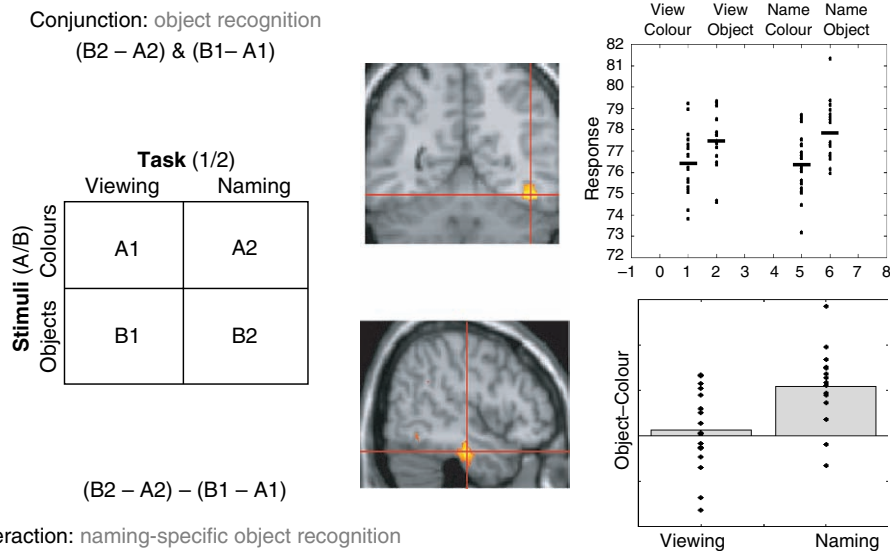 Conjunction: object recognition
(B2 – A2) & (B1– A1)
Task (1/2)
Viewing Naming
Stimuli (A/B)
Colours
Objects
A1 A2
B1 B2
(B2 – A2) – (B1 – A1)
eraction: naming-specific object recognition
View Colour
View Object
Name Colour
Name Object
Response
82
81
80
79
78
77
76
75
74
73
72
–1 0 1 2 3 4 5 6 7 8
Object–Colour
Viewing Naming